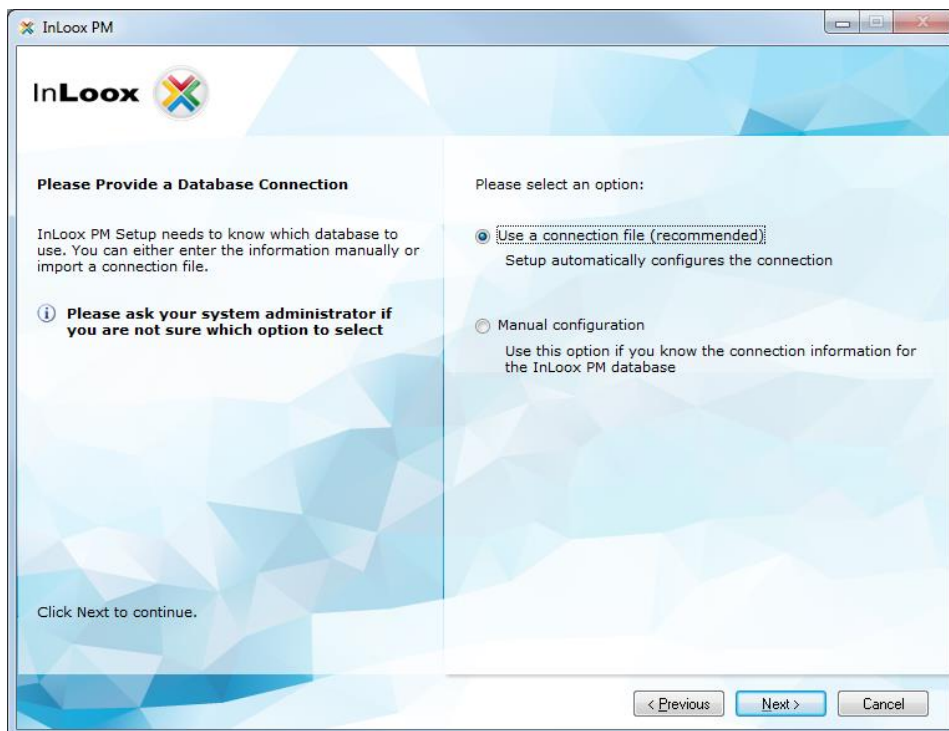 InLoox PM
InLoox
Please Provide a Database Connection
InLoox PM Setup needs to know which database to
use. You can either enter the information manually or
import a connection file.
Please ask your system administrator if
you are not sure which option to select
Click Next to continue.
Please select an option:
Use a connection file (recommended)
Setup automatically configures the connection
Manual configuration
Use this option if you know the connection information for
the InLoox PM database
< Previous
Next >
Cancel